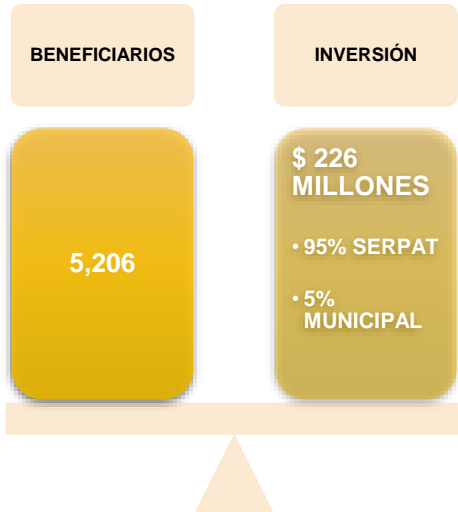 BENEFICIARIOS
INVERSIÓN
5,206
$ 226
MILLONES
• 95% SERPAT
• 5%
MUNICIPAL